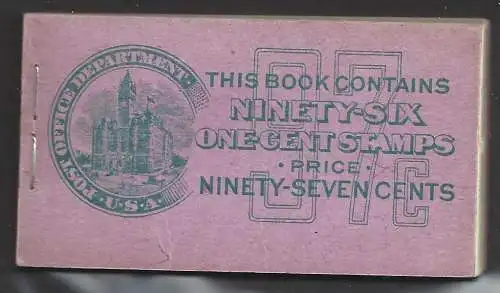 POST OFFICE DEPARTMENT
· U.S.A. ·
97c
THIS BOOK CONTAINS
NINETY-SIX
ONE-CENT STAMPS
· PRICE ·
NINETY-SEVEN CENTS